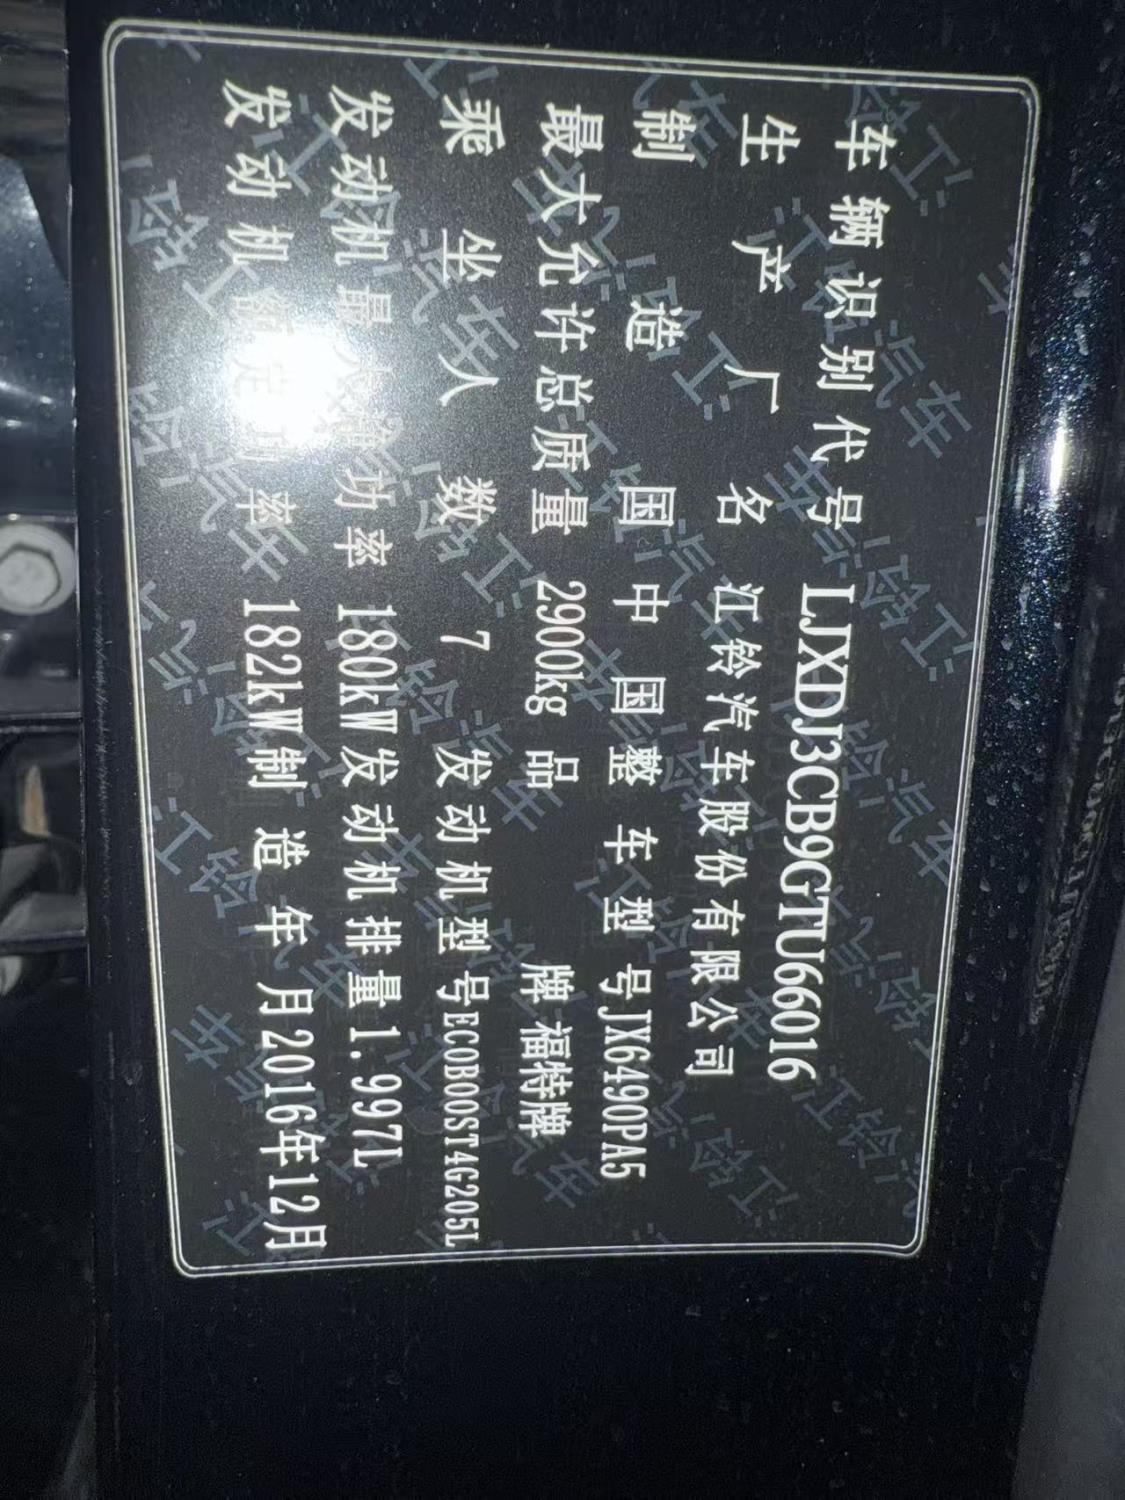 车辆识别代号 LJXDJ3CB9GTU66016
生产厂名 江铃汽车股份有限公司
制造国 中国 整车型号 JX6490PA5
最大允许总质量 2900kg 品牌 福特牌
乘坐人数 7 发动机型号 ECOBOOST4G205L
发动机最大净功率 180kW 发动机排量 1.997L
发动机额定功率 182kW 制造年月 2016年12月
江铃汽车